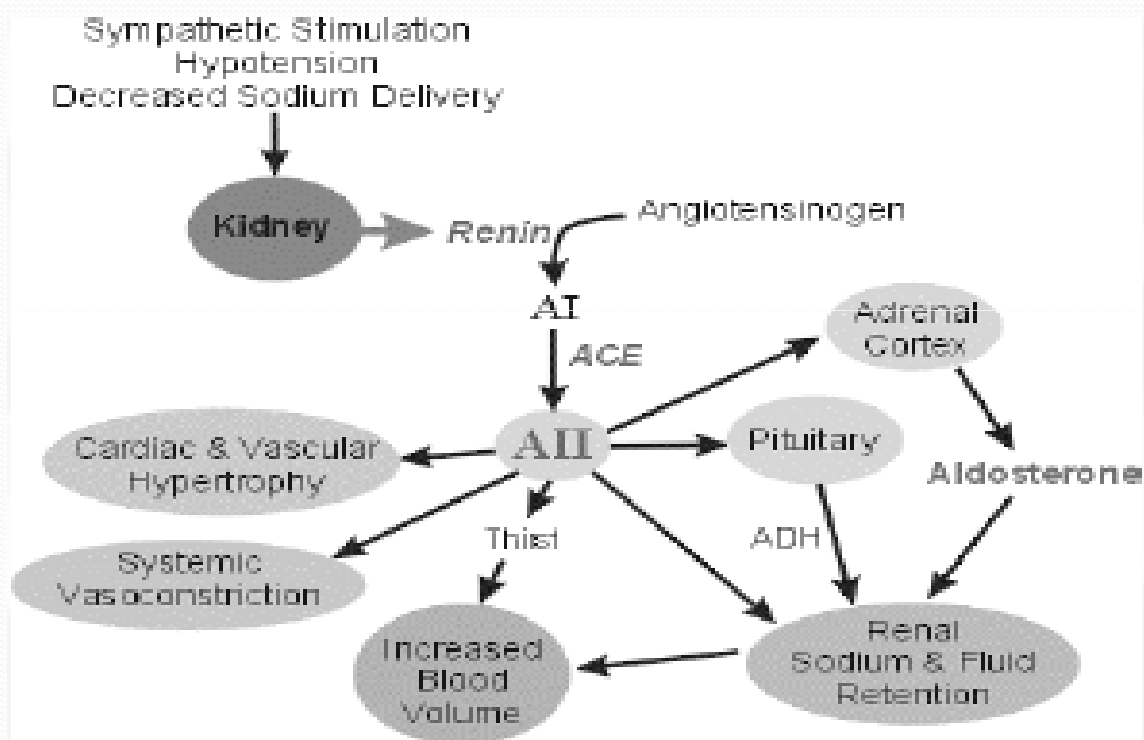 Sympathetic Stimulation
Hypotension
Decreased Sodium Delivery
Kidney
Renin
Angiotensinogen
AI
ACE
Adrenal
Cortex
AII
Pituitary
Cardiac & Vascular
Hypertrophy
Aldosterone
Thirst
ADH
Systemic
Vasoconstriction
Increased
Blood
Volume
Renal
Sodium & Fluid
Retention